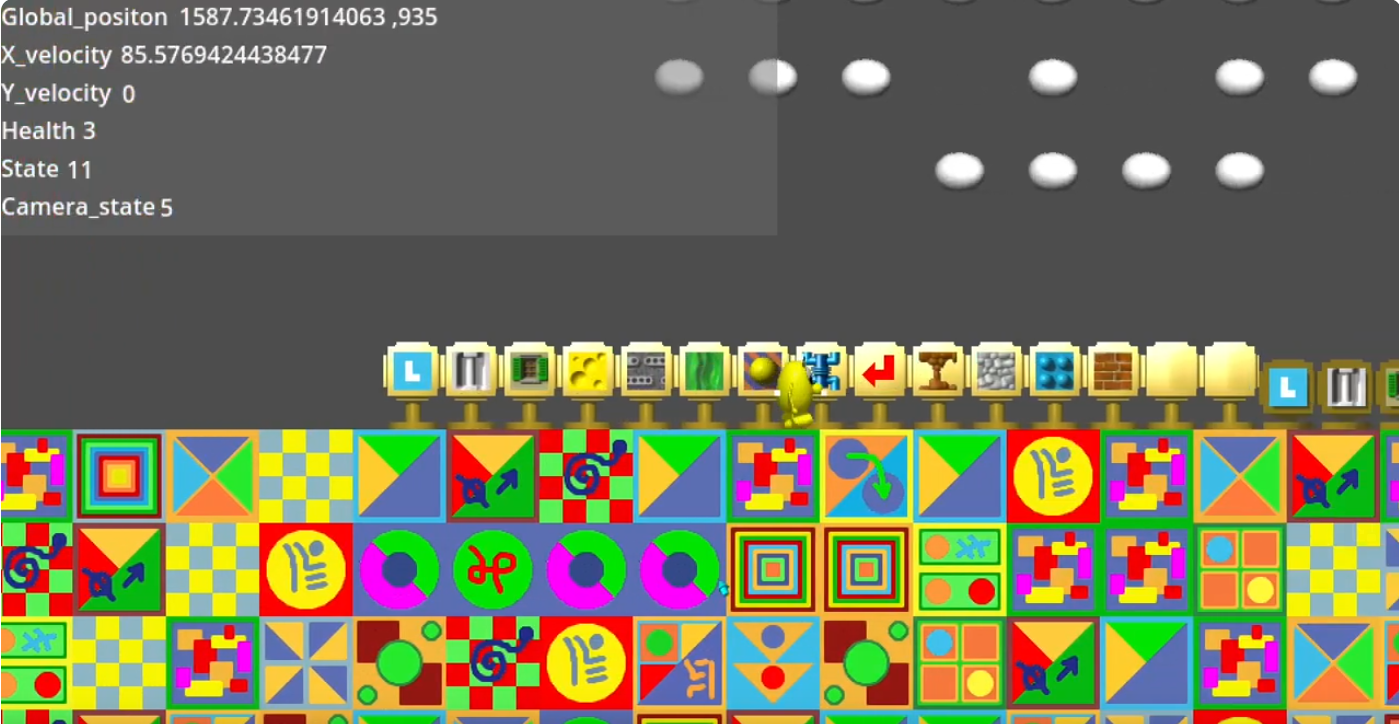 Global_positon 1587.73461914063 ,935
X_velocity 85.5769424438477
Y_velocity 0
Health 3
State 11
Camera_state 5
L L